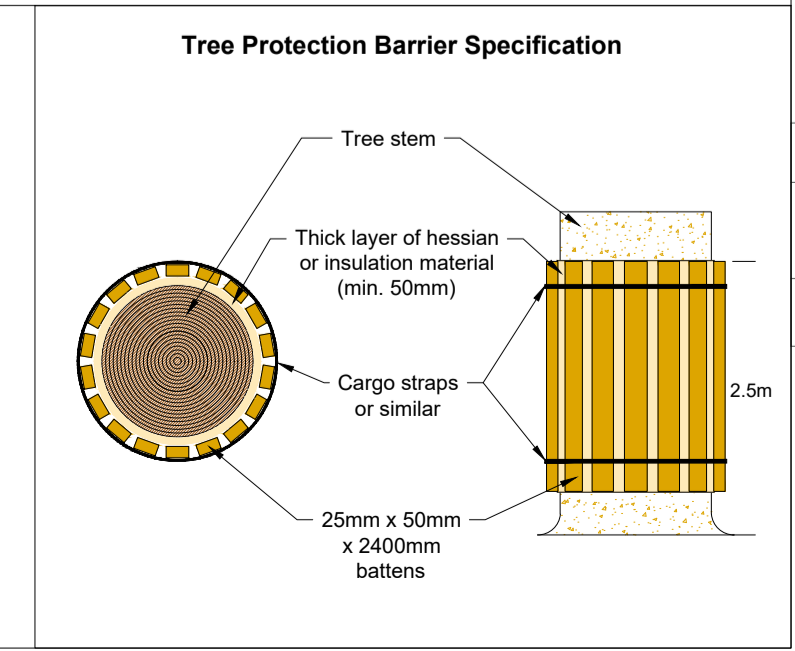 Tree Protection Barrier Specification
Tree stem
Thick layer of hessian
or insulation material
(min. 50mm)
Cargo straps
or similar
2.5m
25mm x 50mm
x 2400mm
battens